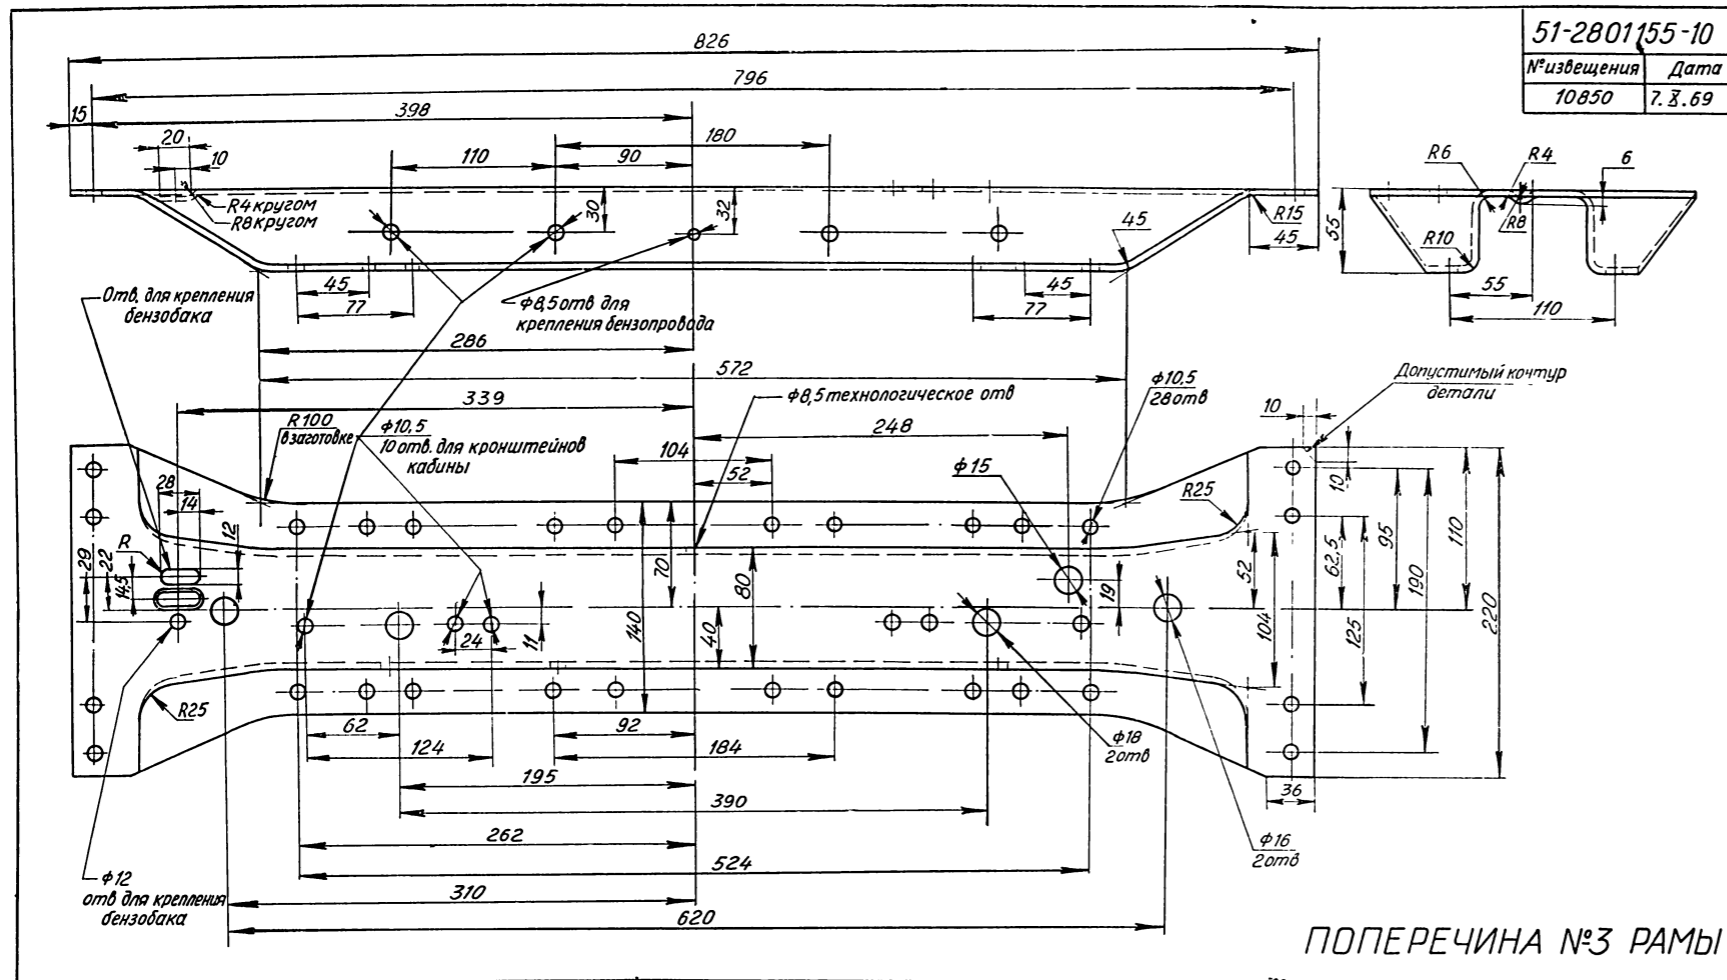 51-2801155-10
№извещения Дата
10850 7.X.69
826
796
15
398
20
10
110
90
180
R4 кругом
R8 кругом
30
32
45
R15
45
45
77
45
77
R6
R4
6
55
R8
R10
55
110
Отв. для крепления
бензобака
ф8,5 отв для
крепления бензопровода
286
572
339
ф8,5 технологическое отв
ф10,5
28 отв
Допустимый контур
детали
10
R100
в заготовке
ф10,5
10 отв. для кронштейнов
кабины
248
104
52
ф15
R25
28
14
12
R
29
22
14,5
70
80
140
40
11
24
19
10
52
104
62,5
125
95
190
110
220
R25
62
124
92
184
ф18
2отв
195
390
36
262
524
ф16
2отв
ф12
отв для крепления
бензобака
310
620
ПОПЕРЕЧИНА №3 РАМЫ